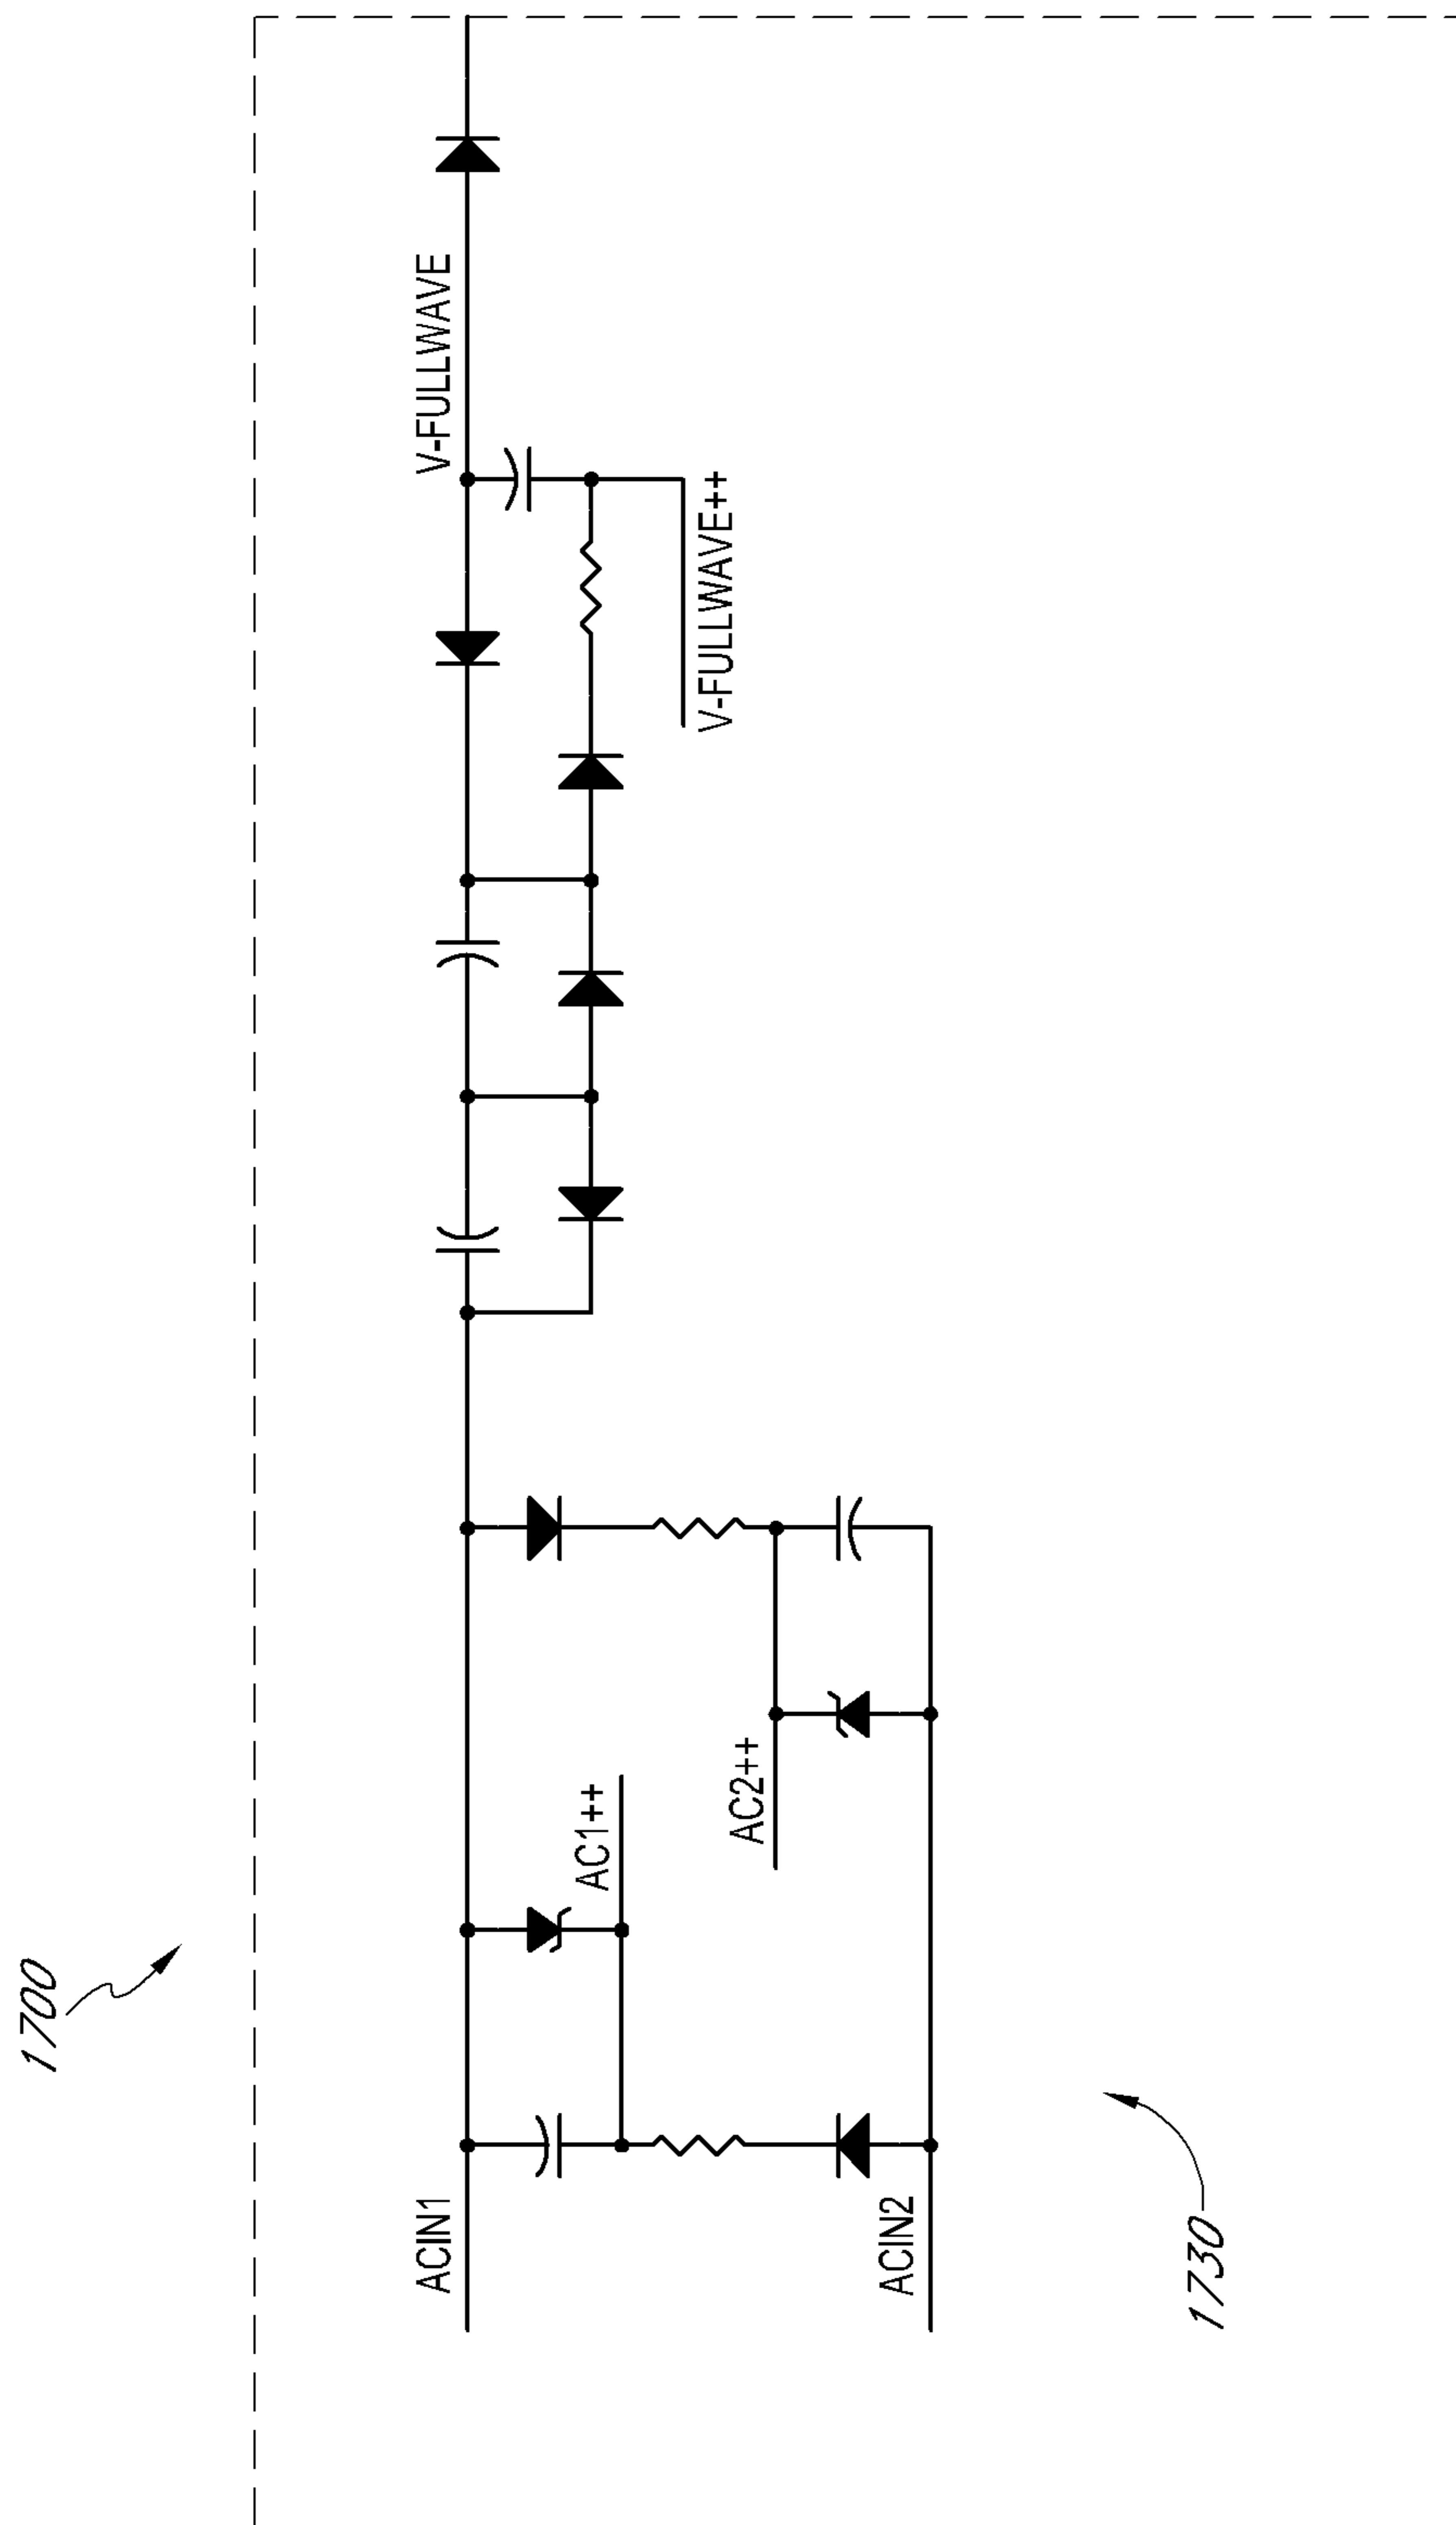 1700
ACIN1
AC1++
V-FULLWAVE
AC2++
V-FULLWAVE++
ACIN2
1730